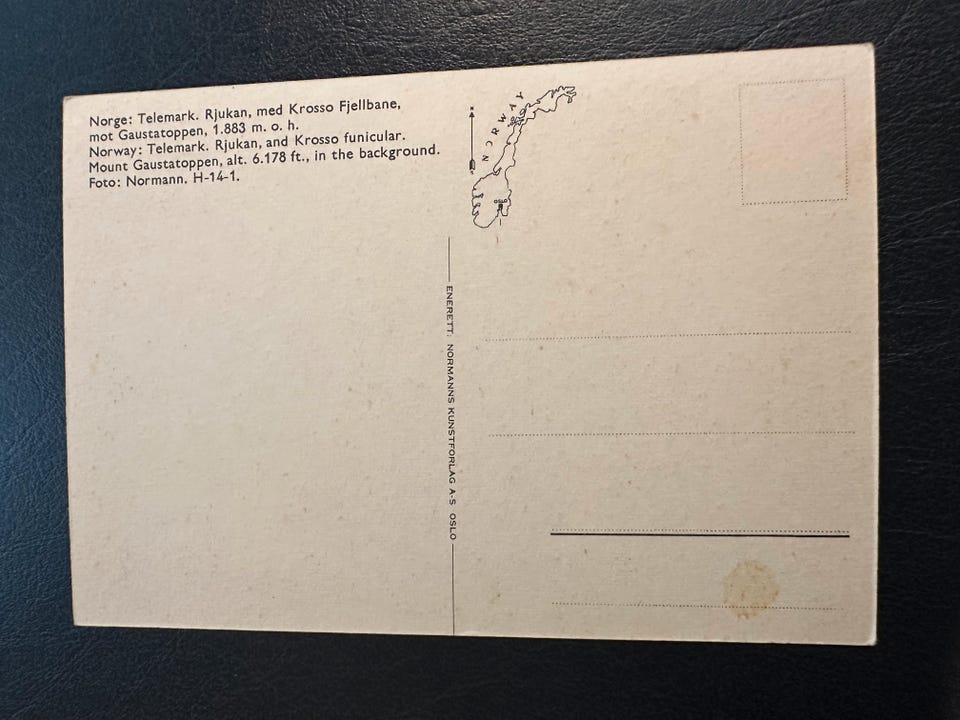 Norge: Telemark. Rjukan, med Krosso Fjellbane,
mot Gaustatoppen, 1.883 m. o. h.
Norway: Telemark. Rjukan, and Krosso funicular.
Mount Gaustatoppen, alt. 6.178 ft., in the background.
Foto: Normann. H-14-1.
NORWAY
OSLO
ENERETT: NORMANNS KUNSTFORLAG A-S OSLO